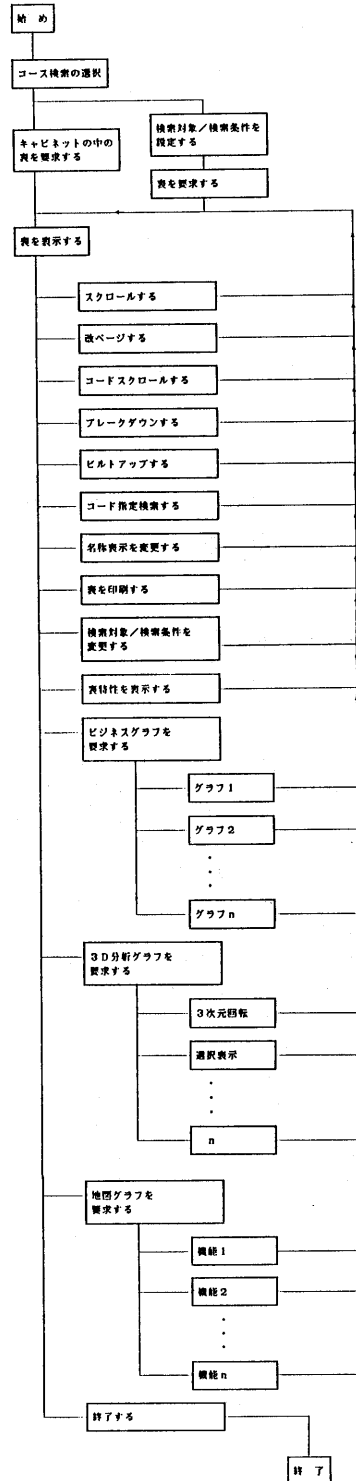 始　め
コース検索の選択
キャビネットの中の
表を要求する
検索対象／検索条件を
設定する
表を要求する
表を表示する
スクロールする
改ページする
コードスクロールする
ブレークダウンする
ビルトアップする
コード指定検索する
名称表示を変更する
表を印刷する
検索対象／検索条件を
変更する
表特性を表示する
ビジネスグラフを
要求する
グラフ1
グラフ2
・
・
・
グラフn
3D分析グラフを
要求する
3次元回転
選択表示
・
・
・
n
地図グラフを
要求する
機能1
機能2
・
・
・
機能n
終了する
終　了